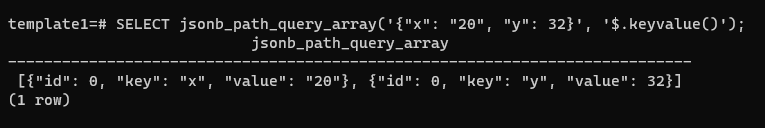 template1=# SELECT jsonb_path_query_array('{"x": "20", "y": 32}', '$.keyvalue()');
                           jsonb_path_query_array
----------------------------------------------------------------------------
 [{"id": 0, "key": "x", "value": "20"}, {"id": 0, "key": "y", "value": 32}]
(1 row)